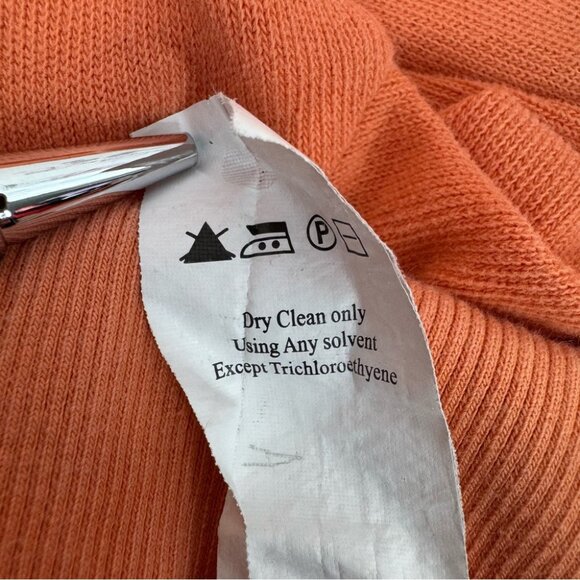 P
Dry Clean only
Using Any solvent
Except Trichloroethyene
A